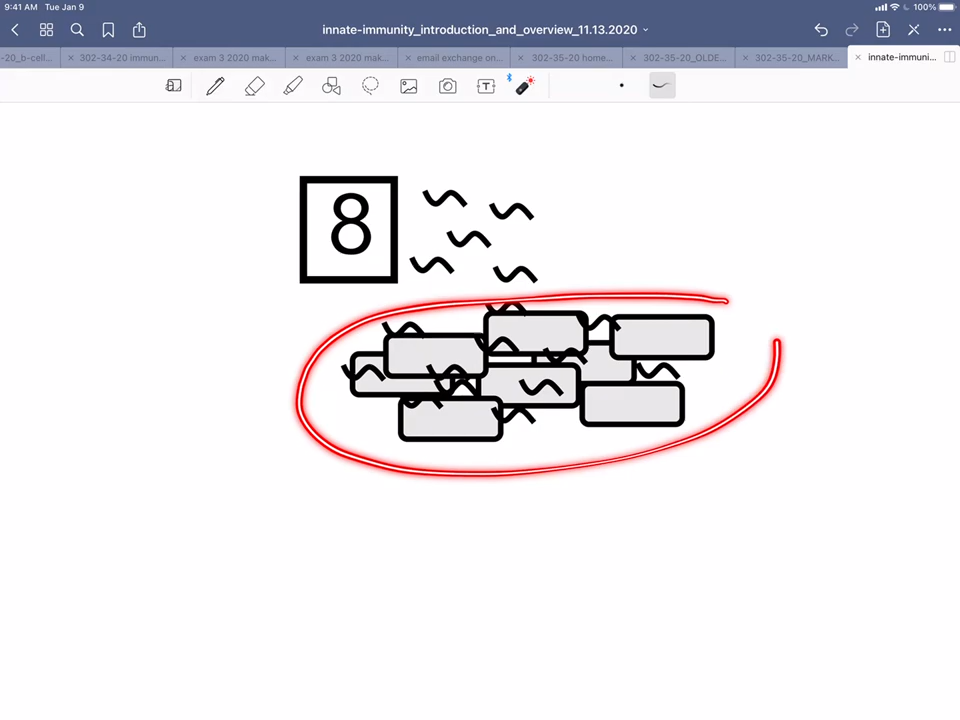 9:41 AM Tue Jan 9
100%
innate-immunity_introduction_and_overview_11.13.2020
-20_b-cell... 302-34-20 immun... exam 3 2020 mak... exam 3 2020 mak... email exchange on... 302-35-20 home... 302-35-20_OLDE... 302-35-20_MARK... innate-immuni...
T
8